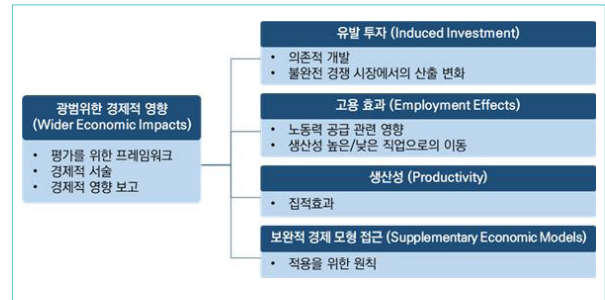 유발 투자 (Induced Investment)
• 의존적 개발
• 불완전 경쟁 시장에서의 산출 변화
광범위한 경제적 영향
(Wider Economic Impacts)
• 평가를 위한 프레임워크
• 경제적 서술
• 경제적 영향 보고
고용 효과 (Employment Effects)
• 노동력 공급 관련 영향
• 생산성 높은/낮은 직업으로의 이동
생산성 (Productivity)
• 집적효과
보완적 경제 모형 접근 (Supplementary Economic Models)
• 적용을 위한 원칙